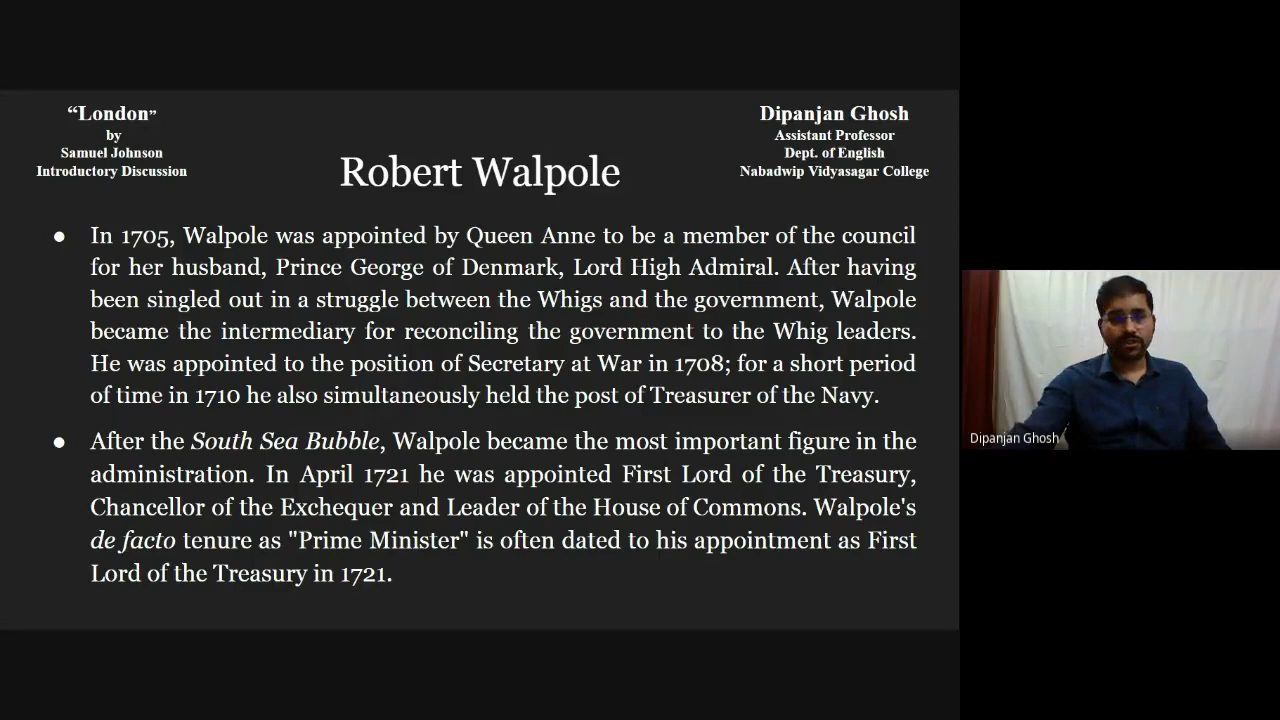 “London”
by
Samuel Johnson
Introductory Discussion
Dipanjan Ghosh
Assistant Professor
Dept. of English
Nabadwip Vidyasagar College
Robert Walpole
● In 1705, Walpole was appointed by Queen Anne to be a member of the council
for her husband, Prince George of Denmark, Lord High Admiral. After having
been singled out in a struggle between the Whigs and the government, Walpole
became the intermediary for reconciling the government to the Whig leaders.
He was appointed to the position of Secretary at War in 1708; for a short period
of time in 1710 he also simultaneously held the post of Treasurer of the Navy.
● After the South Sea Bubble, Walpole became the most important figure in the
administration. In April 1721 he was appointed First Lord of the Treasury,
Chancellor of the Exchequer and Leader of the House of Commons. Walpole's
de facto tenure as "Prime Minister" is often dated to his appointment as First
Lord of the Treasury in 1721.
Dipanjan Ghosh